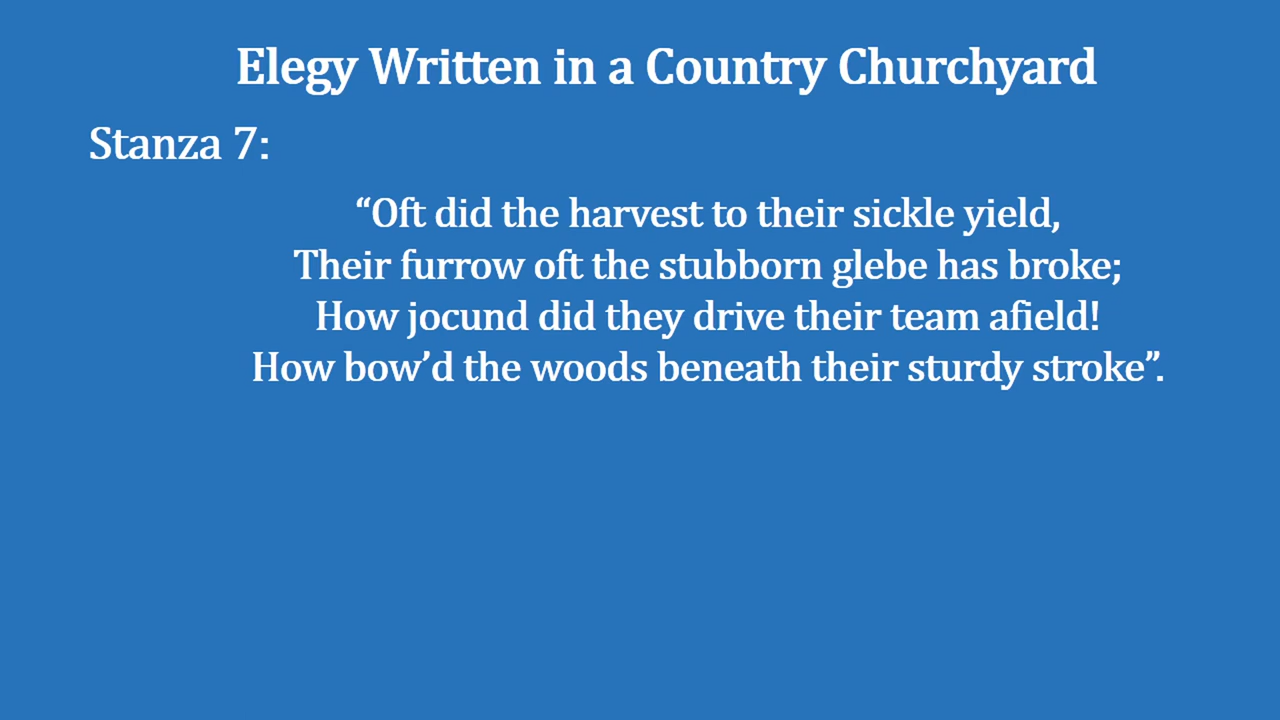 Elegy Written in a Country Churchyard
Stanza 7:
“Oft did the harvest to their sickle yield,
Their furrow oft the stubborn glebe has broke;
How jocund did they drive their team afield!
How bow’d the woods beneath their sturdy stroke”.